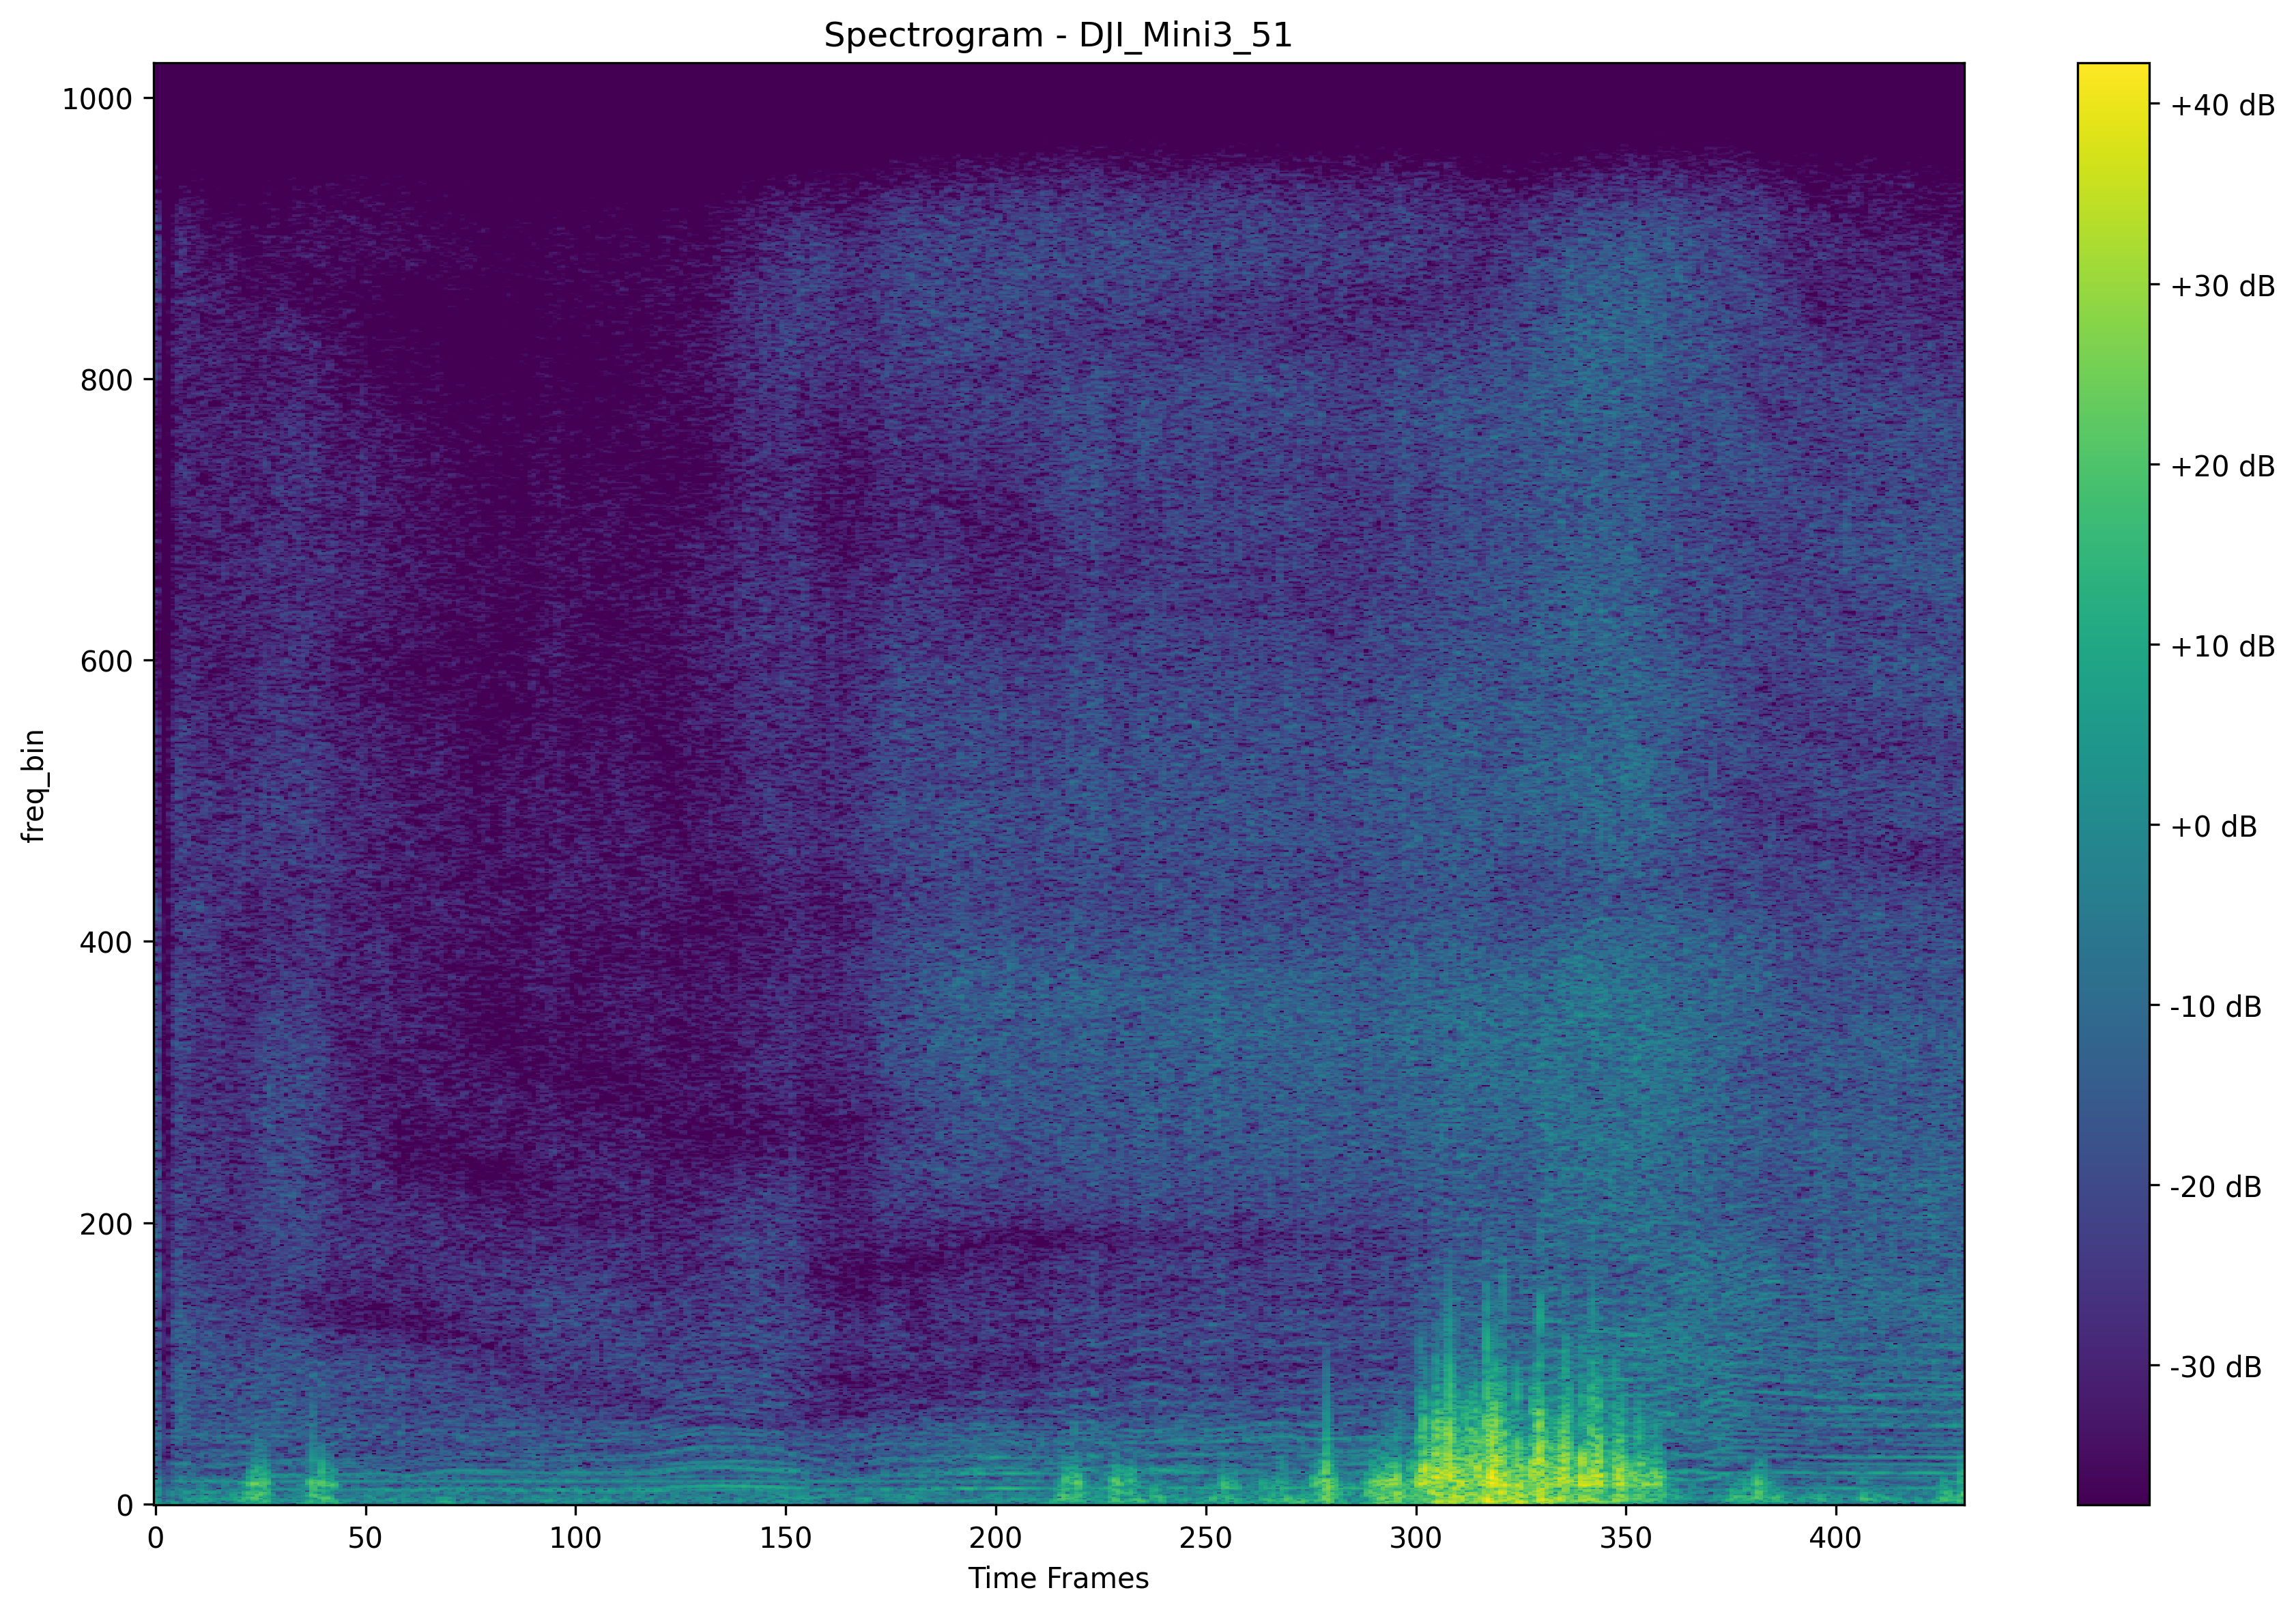 Spectrogram - DJI_Mini3_51
1000
800
600
400
200
0
freq_bin
0 50 100 150 200 250 300 350 400
Time Frames
+40 dB
+30 dB
+20 dB
+10 dB
+0 dB
-10 dB
-20 dB
-30 dB